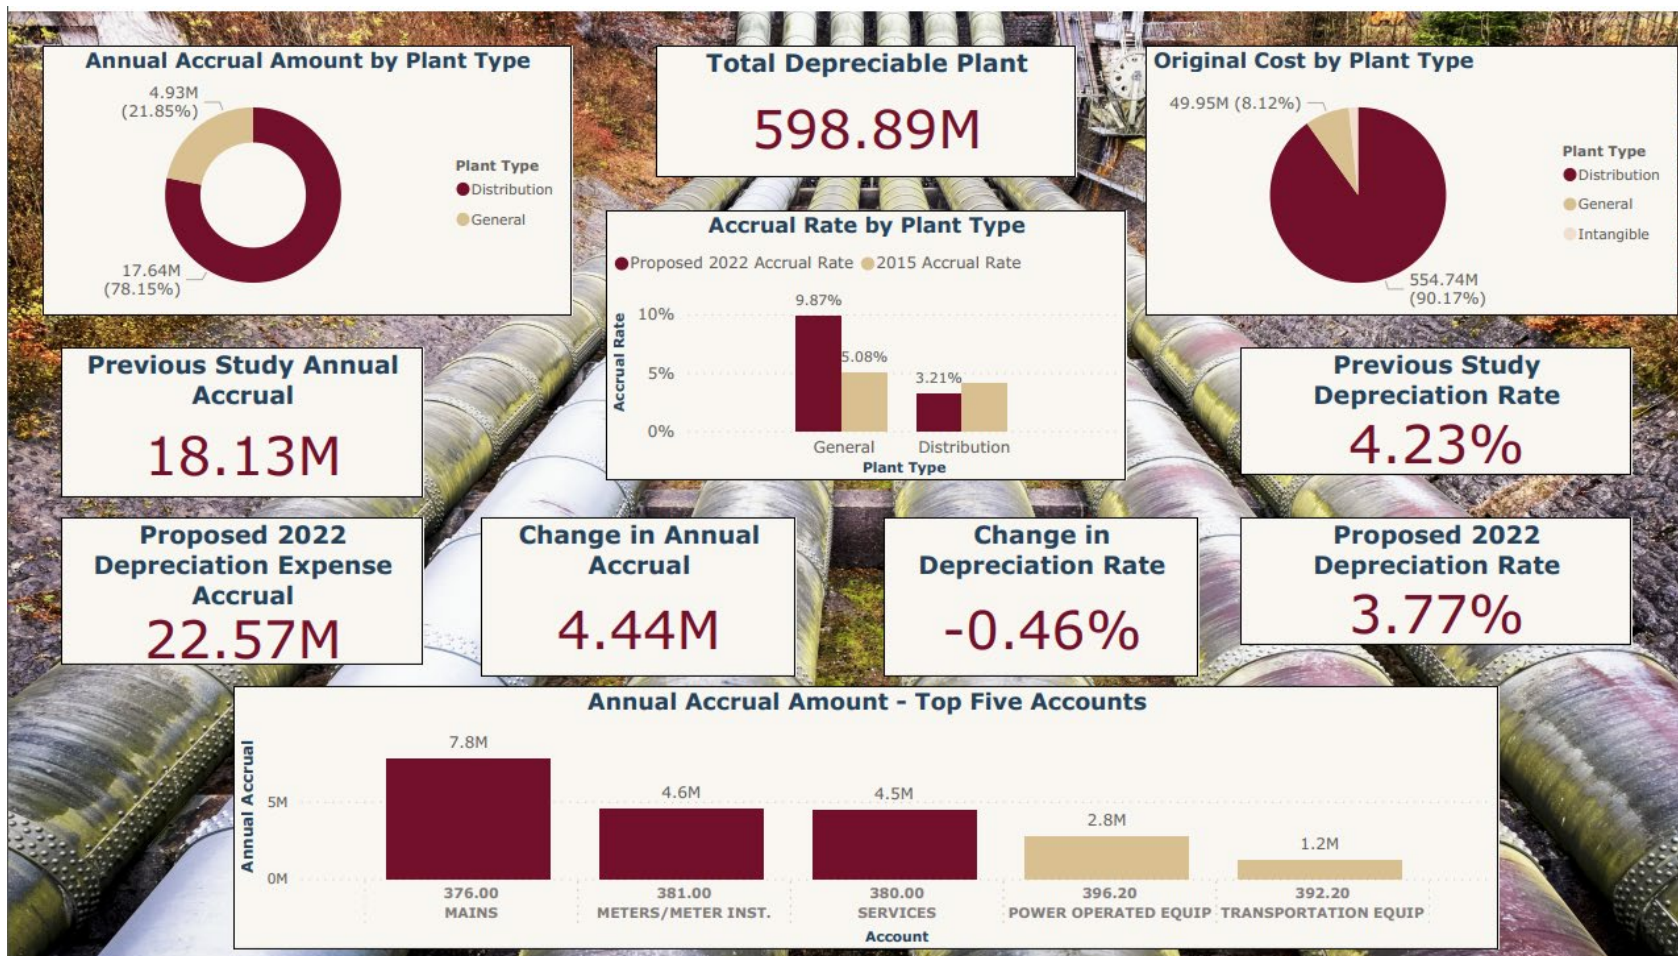 Annual Accrual Amount by Plant Type
4.93M
(21.85%)
17.64M
(78.15%)
Plant Type
Distribution
General
Total Depreciable Plant
598.89M
Original Cost by Plant Type
49.95M (8.12%)
554.74M
(90.17%)
Plant Type
Distribution
General
Intangible
Accrual Rate by Plant Type
Proposed 2022 Accrual Rate
2015 Accrual Rate
Accrual Rate
10%
5%
0%
9.87%
5.08%
3.21%
General
Distribution
Plant Type
Previous Study Annual
Accrual
18.13M
Previous Study
Depreciation Rate
4.23%
Proposed 2022
Depreciation Expense
Accrual
22.57M
Change in Annual
Accrual
4.44M
Change in
Depreciation Rate
-0.46%
Proposed 2022
Depreciation Rate
3.77%
Annual Accrual Amount - Top Five Accounts
Annual Accrual
5M
0M
7.8M
4.6M
4.5M
2.8M
1.2M
376.00
MAINS
381.00
METERS/METER INST.
380.00
SERVICES
396.20
POWER OPERATED EQUIP
392.20
TRANSPORTATION EQUIP
Account